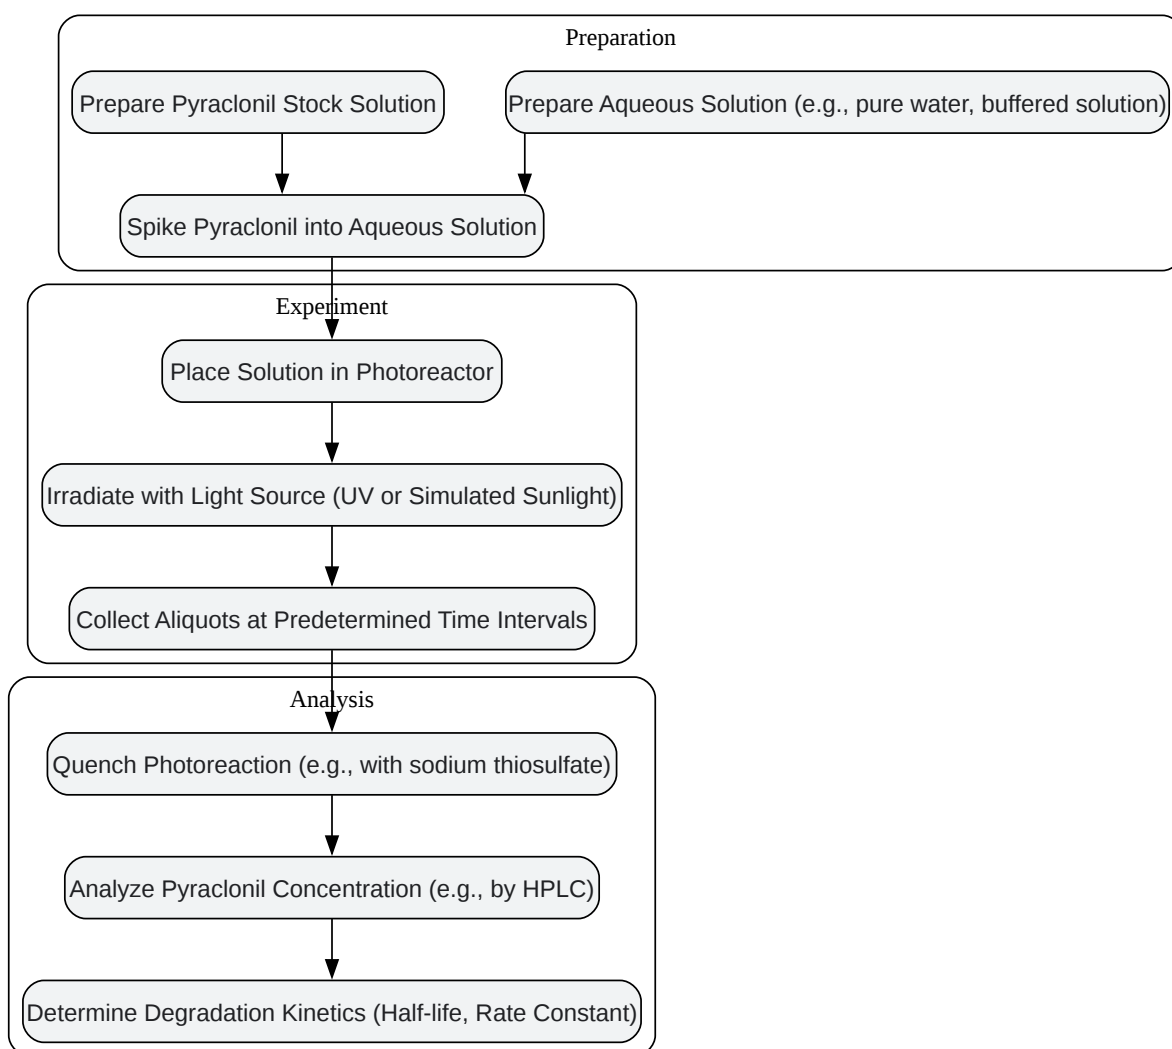 Preparation
Prepare Pyraclonil Stock Solution
Prepare Aqueous Solution (e.g., pure water, buffered solution)
Spike Pyraclonil into Aqueous Solution
Experiment
Place Solution in Photoreactor
Irradiate with Light Source (UV or Simulated Sunlight)
Collect Aliquots at Predetermined Time Intervals
Analysis
Quench Photoreaction (e.g., with sodium thiosulfate)
Analyze Pyraclonil Concentration (e.g., by HPLC)
Determine Degradation Kinetics (Half-life, Rate Constant)